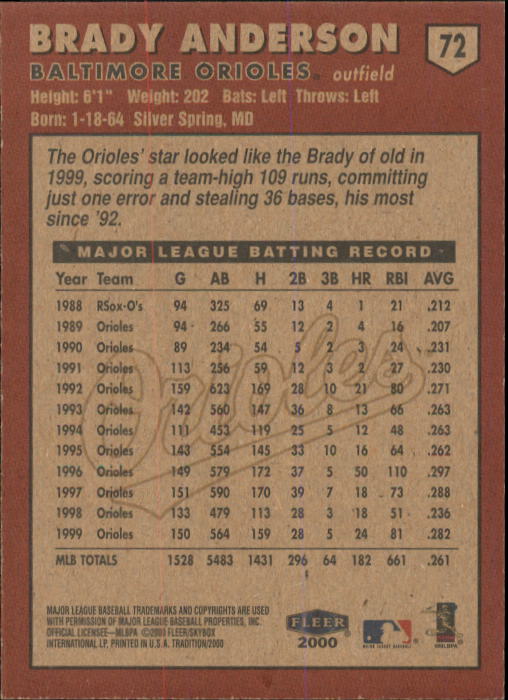 BRADY ANDERSON
72
BALTIMORE ORIOLES® outfield
Height: 6'1" Weight: 202 Bats: Left Throws: Left
Born: 1-18-64 Silver Spring, MD
The Orioles' star looked like the Brady of old in
1999, scoring a team-high 109 runs, committing
just one error and stealing 36 bases, his most
since '92.
MAJOR LEAGUE BATTING RECORD
Year Team G AB H 2B 3B HR RBI AVG
1988 RSox-O's 94 325 69 13 4 1 21 .212
1989 Orioles 94 266 55 12 2 4 16 .207
1990 Orioles 89 234 54 5 2 3 24 .231
1991 Orioles 113 256 59 12 3 2 27 .230
1992 Orioles 159 623 169 28 10 21 80 .271
1993 Orioles 142 560 147 36 8 13 66 .263
1994 Orioles 111 453 119 25 5 12 48 .263
1995 Orioles 143 554 145 33 10 16 64 .262
1996 Orioles 149 579 172 37 5 50 110 .297
1997 Orioles 151 590 170 39 7 18 73 .288
1998 Orioles 133 479 113 28 3 18 51 .236
1999 Orioles 150 564 159 28 5 24 81 .282
MLB TOTALS 1528 5483 1431 296 64 182 661 .261
Orioles
MAJOR LEAGUE BASEBALL TRADEMARKS AND COPYRIGHTS ARE USED
WITH PERMISSION OF MAJOR LEAGUE BASEBALL PROPERTIES, INC.
OFFICIAL LICENSEE—MLBPA ©2000 FLEER/SKYBOX
INTERNATIONAL LP. PRINTED IN U.S.A. TRADITION/2000
FLEER
2000
MAJOR LEAGUE BASEBALL
©MLBPA